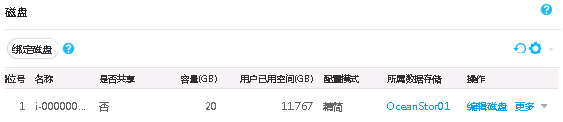 磁盘
绑定磁盘
位号 名称 是否共享 容量(GB) 用户已用空间(GB) 配置模式 所属数据存储 操作
1 i-000000... 否 20 11.767 精简 OceanStor01 编辑磁盘 更多